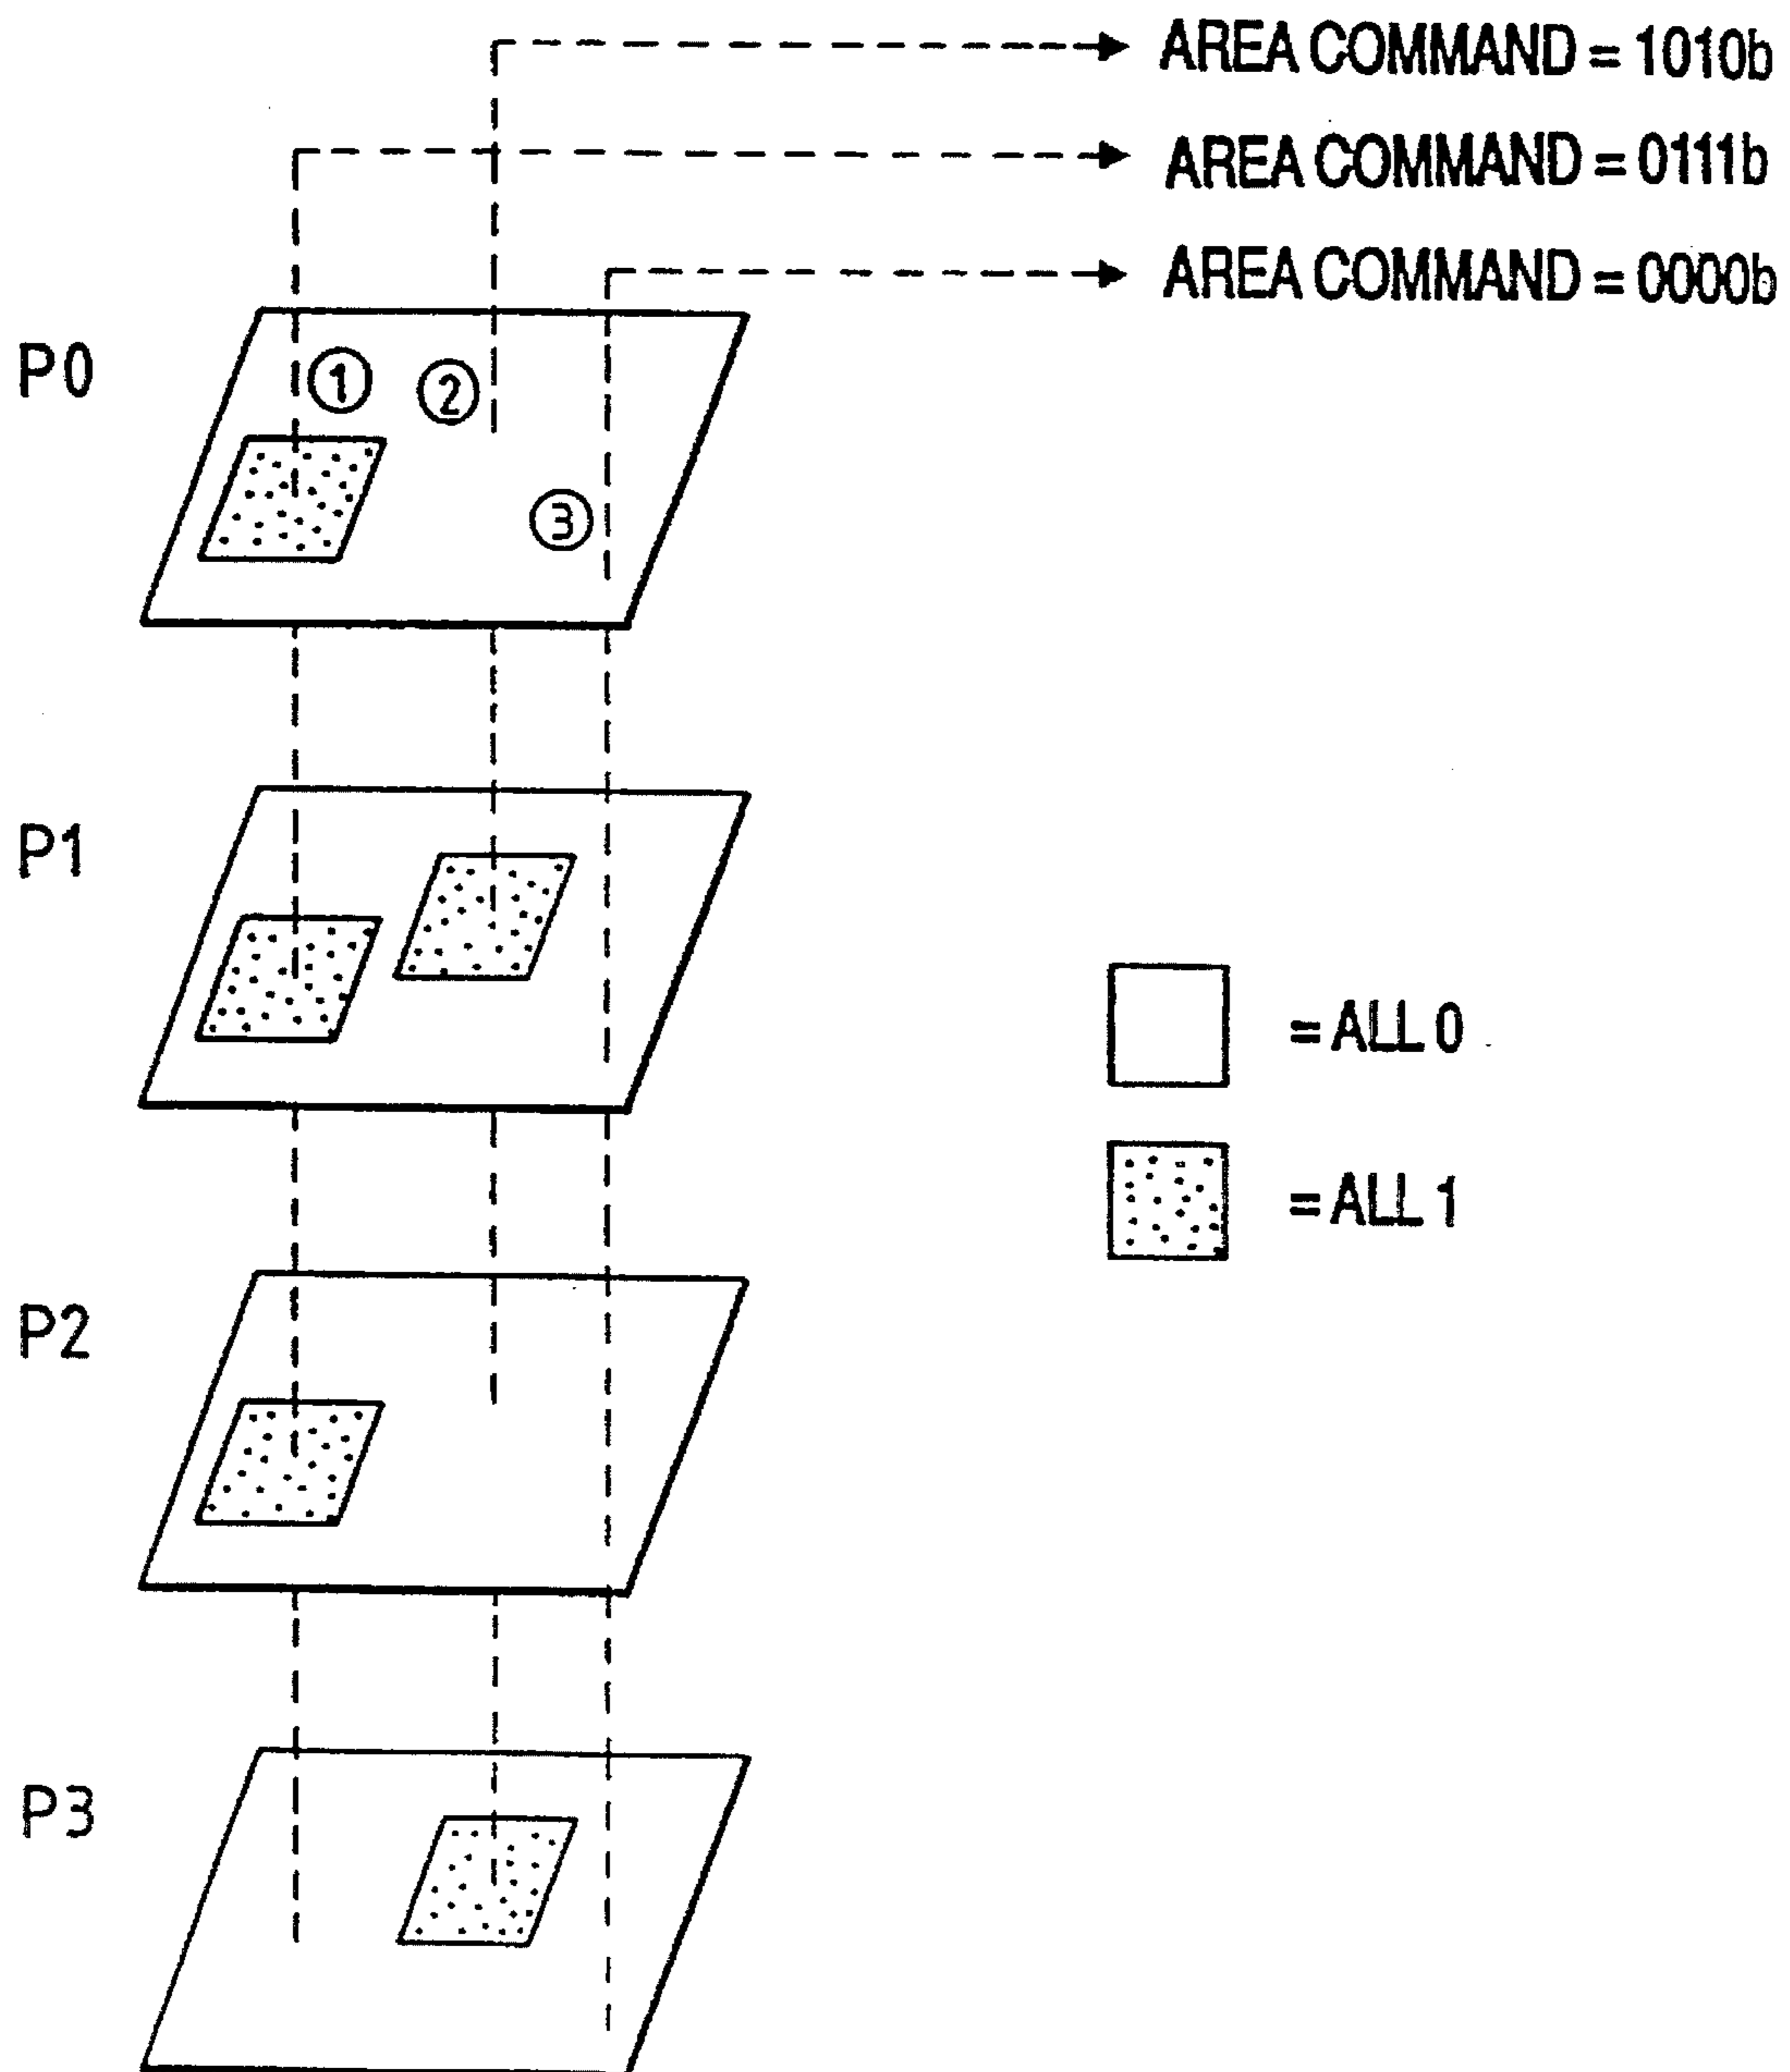 AREA COMMAND = 1010b
AREA COMMAND = 0111b
AREA COMMAND = 0000b
P0
① ②
③
P1
= ALL 0
= ALL 1
P2
P3